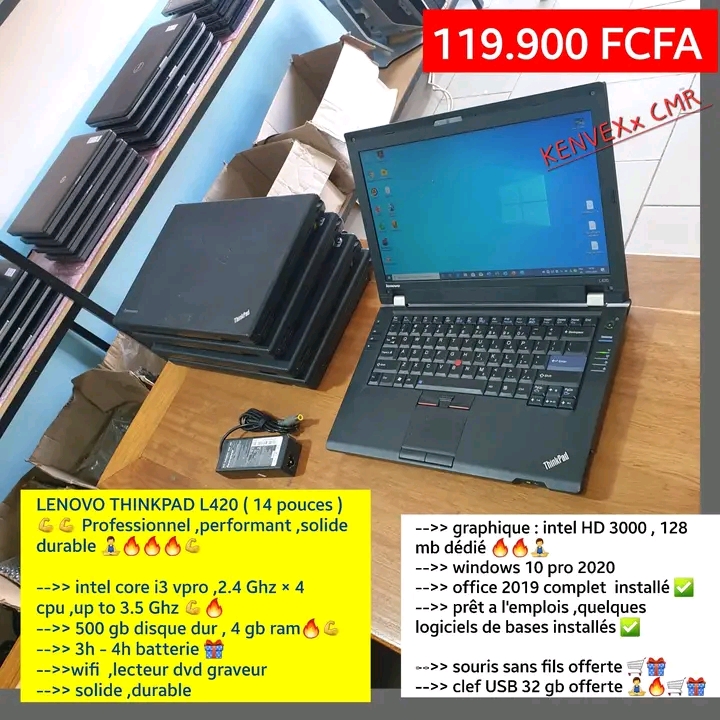 119.900 FCFA
KENVEXx CMR
L420
lenovo
ThinkPad
ThinkPad
LENOVO THINKPAD L420 ( 14 pouces )
💪💪 Professionnel ,performant ,solide
durable 🧘‍♂️🔥🔥🔥💪
-->> intel core i3 vpro ,2.4 Ghz × 4
cpu ,up to 3.5 Ghz 💪🔥
-->> 500 gb disque dur , 4 gb ram🔥💪
-->> 3h - 4h batterie 🎁
-->>wifi ,lecteur dvd graveur
-->> solide ,durable
-->> graphique : intel HD 3000 , 128
mb dédié 🔥🔥🧘‍♂️
-->> windows 10 pro 2020
-->> office 2019 complet installé ✅
-->> prêt a l'emplois ,quelques
logiciels de bases installés ✅
-->> souris sans fils offerte 🛒🎁
-->> clef USB 32 gb offerte 🧘‍♂️🔥🛒🎁